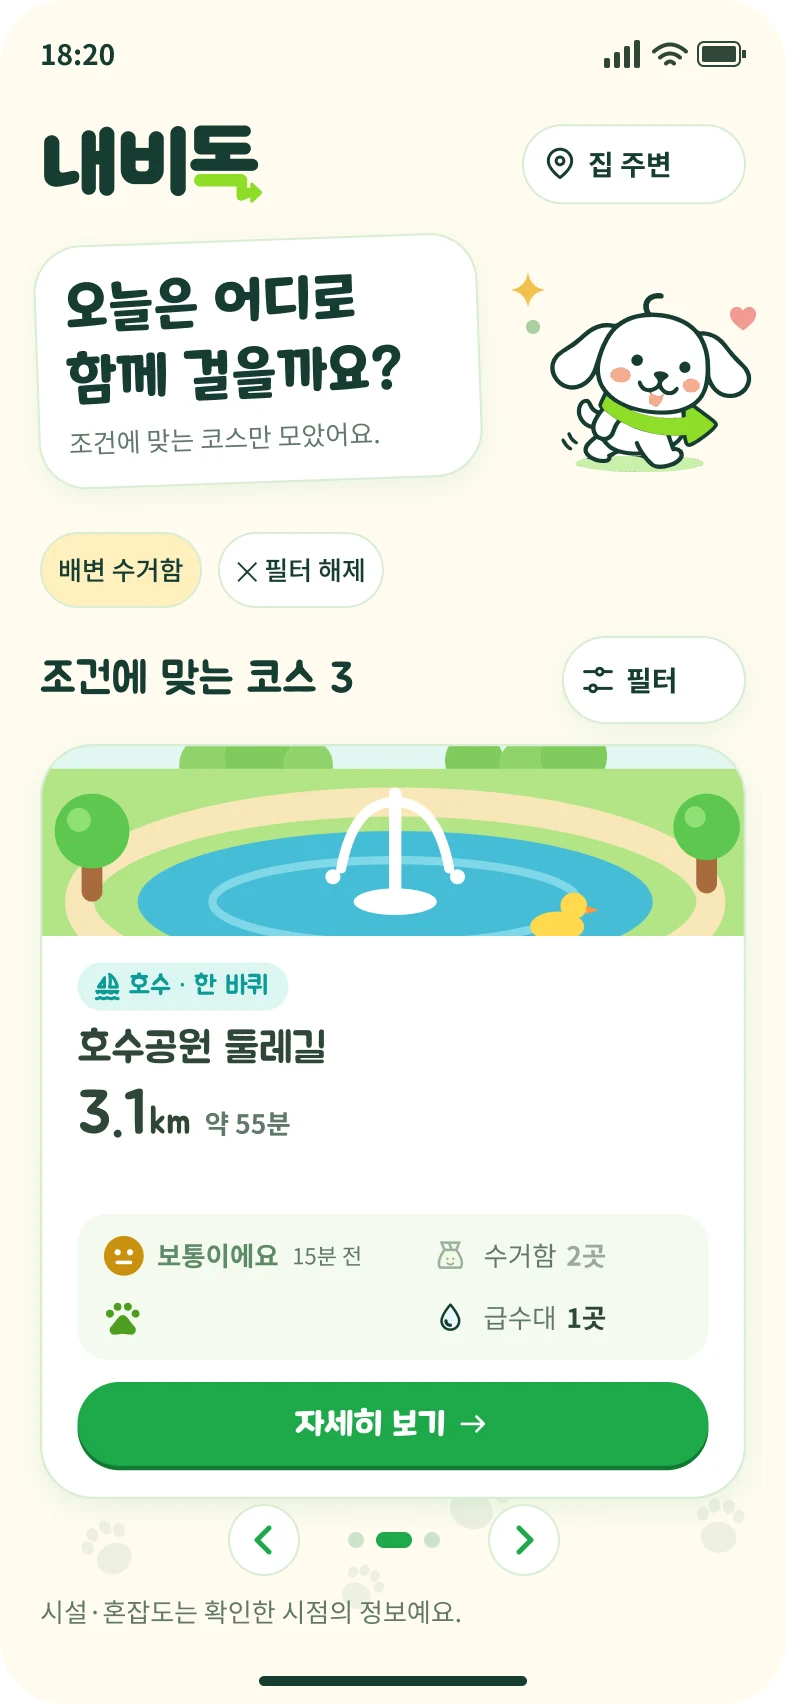 18:20
내비독
집 주변
오늘은 어디로
함께 걸을까요?
조건에 맞는 코스만 모았어요.
배변 수거함
필터 해제
조건에 맞는 코스 3
필터
호수 · 한 바퀴
호수공원 둘레길
3.1km 약 55분
보통이에요 15분 전
수거함 2곳
급수대 1곳
자세히 보기 →
시설·혼잡도는 확인한 시점의 정보예요.